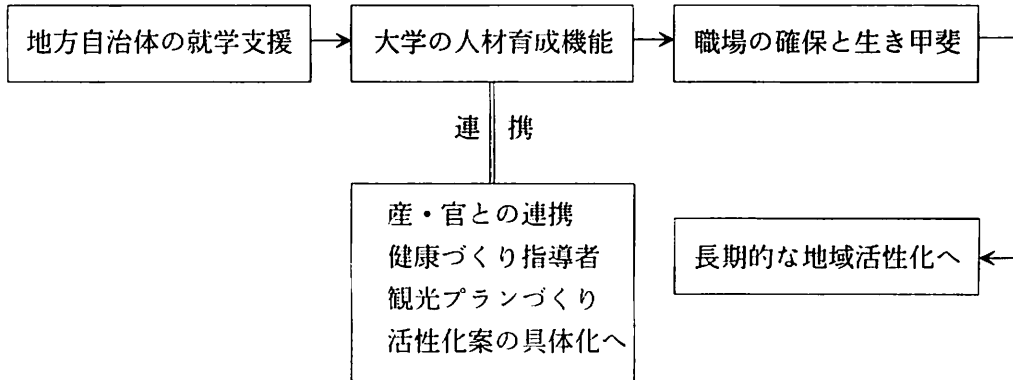 地方自治体の就学支援
大学の人材育成機能
職場の確保と生き甲斐
連携
産・官との連携
健康づくり指導者
観光プランづくり
活性化案の具体化へ
長期的な地域活性化へ